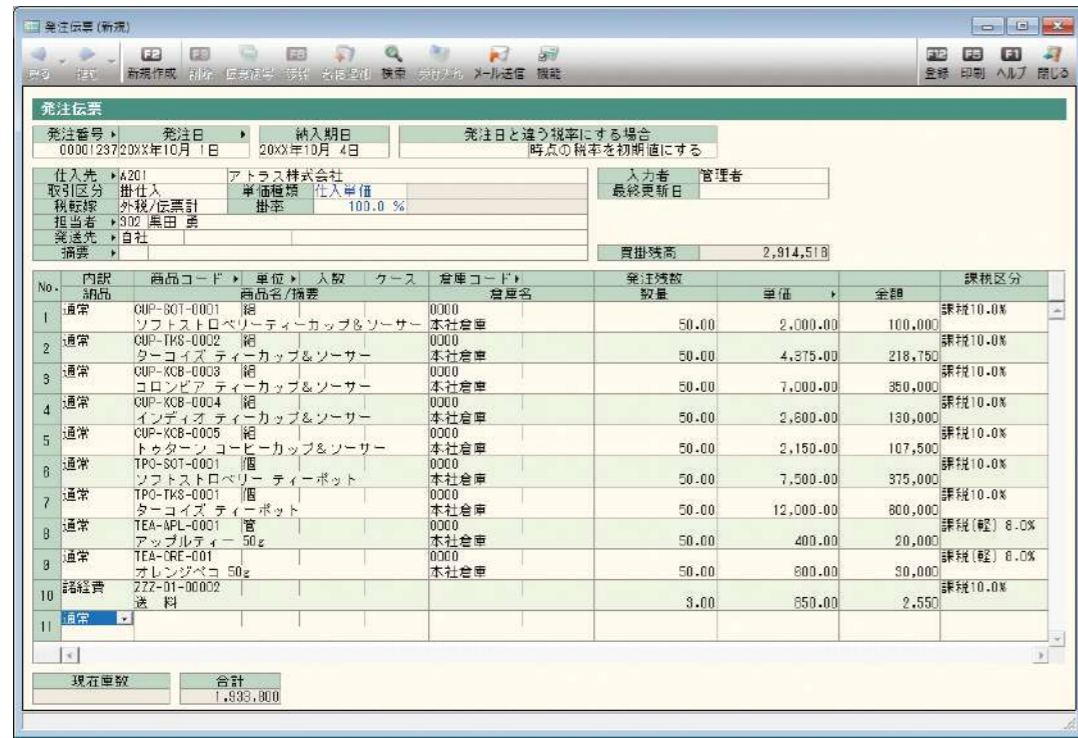 発注伝票(新規)
F2 F12 F5 F1
新規作成 検索 メール送信 機能 登録 印刷 ヘルプ 閉じる
発注伝票
発注番号 発注日 納入期日 発注日と違う税率にする場合
00001237 20XX年10月 1日 20XX年10月 4日 時点の税率を初期値にする
仕入先 A201 アトラス株式会社 入力者 管理者
取引区分 掛仕入 単価種類 仕入単価 最終更新日
税転嫁 外税/伝票計 掛率 100.0 %
担当者 302 黒田 勇
発送先 自社
摘要 買掛残高 2,914,518
No. 内訳 商品コード 単位 入数 ケース 倉庫コード 発注残数 課税区分
納品 商品名/摘要 倉庫名 数量 単価 金額
1 通常 CUP-SOT-0001 組 0000 課税10.0%
ソフトストロベリーティーカップ&ソーサー 本社倉庫 50.00 2,000.00 100,000
2 通常 CUP-TKS-0002 組 0000 課税10.0%
ターコイズ ティーカップ&ソーサー 本社倉庫 50.00 4,375.00 218,750
3 通常 CUP-KCB-0003 組 0000 課税10.0%
コロンビア ティーカップ&ソーサー 本社倉庫 50.00 7,000.00 350,000
4 通常 CUP-KCB-0004 組 0000 課税10.0%
インディオ ティーカップ&ソーサー 本社倉庫 50.00 2,600.00 130,000
5 通常 CUP-KCB-0005 組 0000 課税10.0%
トゥターン コーヒーカップ&ソーサー 本社倉庫 50.00 2,150.00 107,500
6 通常 TPO-SOT-0001 個 0000 課税10.0%
ソフトストロベリー ティーポット 本社倉庫 50.00 7,500.00 375,000
7 通常 TPO-TKS-0001 個 0000 課税10.0%
ターコイズ ティーポット 本社倉庫 50.00 12,000.00 600,000
8 通常 TEA-APL-0001 管 0000 課税(軽) 8.0%
アップルティー 50g 本社倉庫 50.00 400.00 20,000
9 通常 TEA-ORE-001 0000 課税(軽) 8.0%
オレンジペコ 50g 本社倉庫 50.00 600.00 30,000
10 諸経費 ZZZ-01-00002 課税10.0%
送 料 3.00 850.00 2,550
11 通常
現在庫数 合計
1,933,800